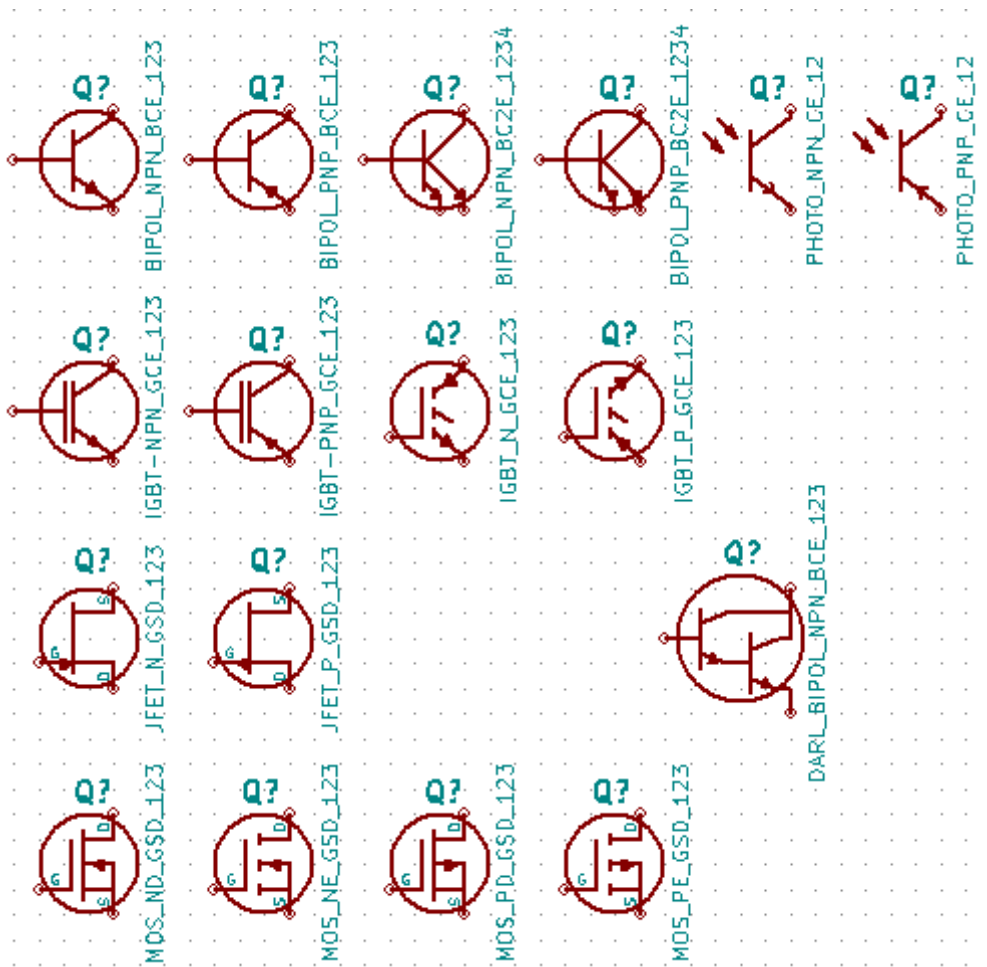 Q?
BIPOL_NPN_BCE_123
Q?
BIPOL_PNP_BCE_123
Q?
BIPOL_NPN_BC2E_1234
Q?
BIPOL_PNP_BC2E_1234
Q?
PHOTO_NPN_CE_12
Q?
PHOTO_PNP_CE_12
Q?
IGBT-NPN_GCE_123
Q?
IGBT-PNP_GCE_123
Q?
IGBT_N_GCE_123
Q?
IGBT_P_GCE_123
Q?
S
G
D
JFET_N_GSD_123
Q?
S
G
D
JFET_P_GSD_123
Q?
DARL_BIPOL_NPN_BCE_123
Q?
D
G
S
MOS_ND_GSD_123
Q?
D
G
S
MOS_NE_GSD_123
Q?
D
G
S
MOS_PD_GSD_123
Q?
D
G
S
MOS_PE_GSD_123